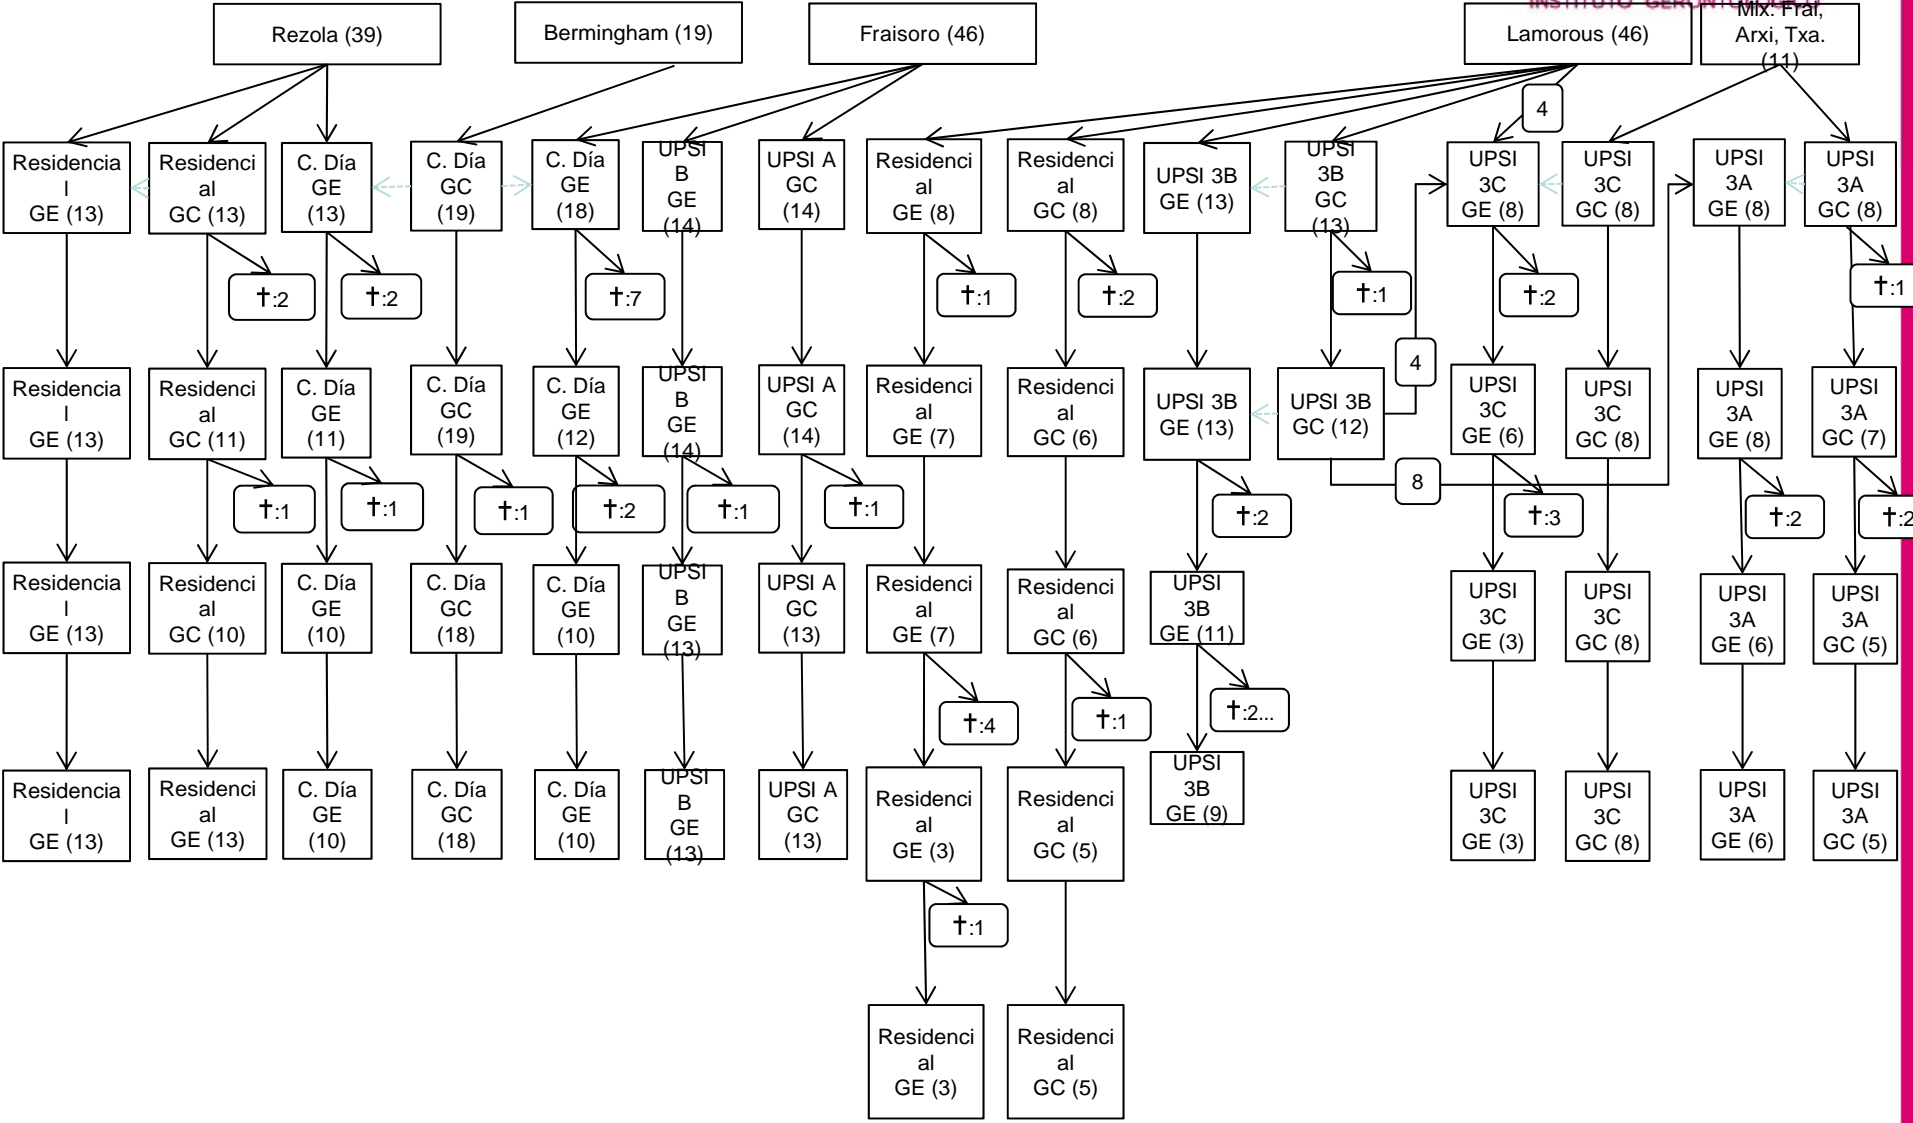 INSTITUTO GERONTOLÓGICO
Rezola (39)
Bermingham (19)
Fraisoro (46)
Lamorous (46)
Mix. Frai,
Arxi, Txa.
(11)
4
Residencia
l
GE (13)
Residenci
al
GC (13)
C. Día
GE
(13)
C. Día
GC
(19)
C. Día
GE
(18)
UPSI
B
GE
(14)
UPSI A
GC
(14)
Residenci
al
GE (8)
Residenci
al
GC (8)
UPSI 3B
GE (13)
UPSI
3B
GC
(13)
UPSI
3C
GE (8)
UPSI
3C
GC (8)
UPSI
3A
GE (8)
UPSI
3A
GC (8)
✝:2
✝:2
✝:7
✝:1
✝:2
✝:1
✝:2
✝:1
4
Residencia
l
GE (13)
Residenci
al
GC (11)
C. Día
GE
(11)
C. Día
GC
(19)
C. Día
GE
(12)
UPSI
B
GE
(14)
UPSI A
GC
(14)
Residenci
al
GE (7)
Residenci
al
GC (6)
UPSI 3B
GE (13)
UPSI 3B
GC (12)
UPSI
3C
GE (6)
UPSI
3C
GC (8)
UPSI
3A
GE (8)
UPSI
3A
GC (7)
8
✝:1
✝:1
✝:1
✝:2
✝:1
✝:1
✝:2
✝:3
✝:2
✝:2
Residencia
l
GE (13)
Residenci
al
GC (10)
C. Día
GE
(10)
C. Día
GC
(18)
C. Día
GE
(10)
UPSI
B
GE
(13)
UPSI A
GC
(13)
Residenci
al
GE (7)
Residenci
al
GC (6)
UPSI
3B
GE (11)
UPSI
3C
GE (3)
UPSI
3C
GC (8)
UPSI
3A
GE (6)
UPSI
3A
GC (5)
✝:4
✝:1
✝:2...
Residencia
l
GE (13)
Residenci
al
GE (13)
C. Día
GE
(10)
C. Día
GC
(18)
C. Día
GE
(10)
UPSI
B
GE
(13)
UPSI A
GC
(13)
Residenci
al
GE (3)
Residenci
al
GC (5)
UPSI
3B
GE (9)
UPSI
3C
GE (3)
UPSI
3C
GC (8)
UPSI
3A
GE (6)
UPSI
3A
GC (5)
✝:1
Residenci
al
GE (3)
Residenci
al
GC (5)